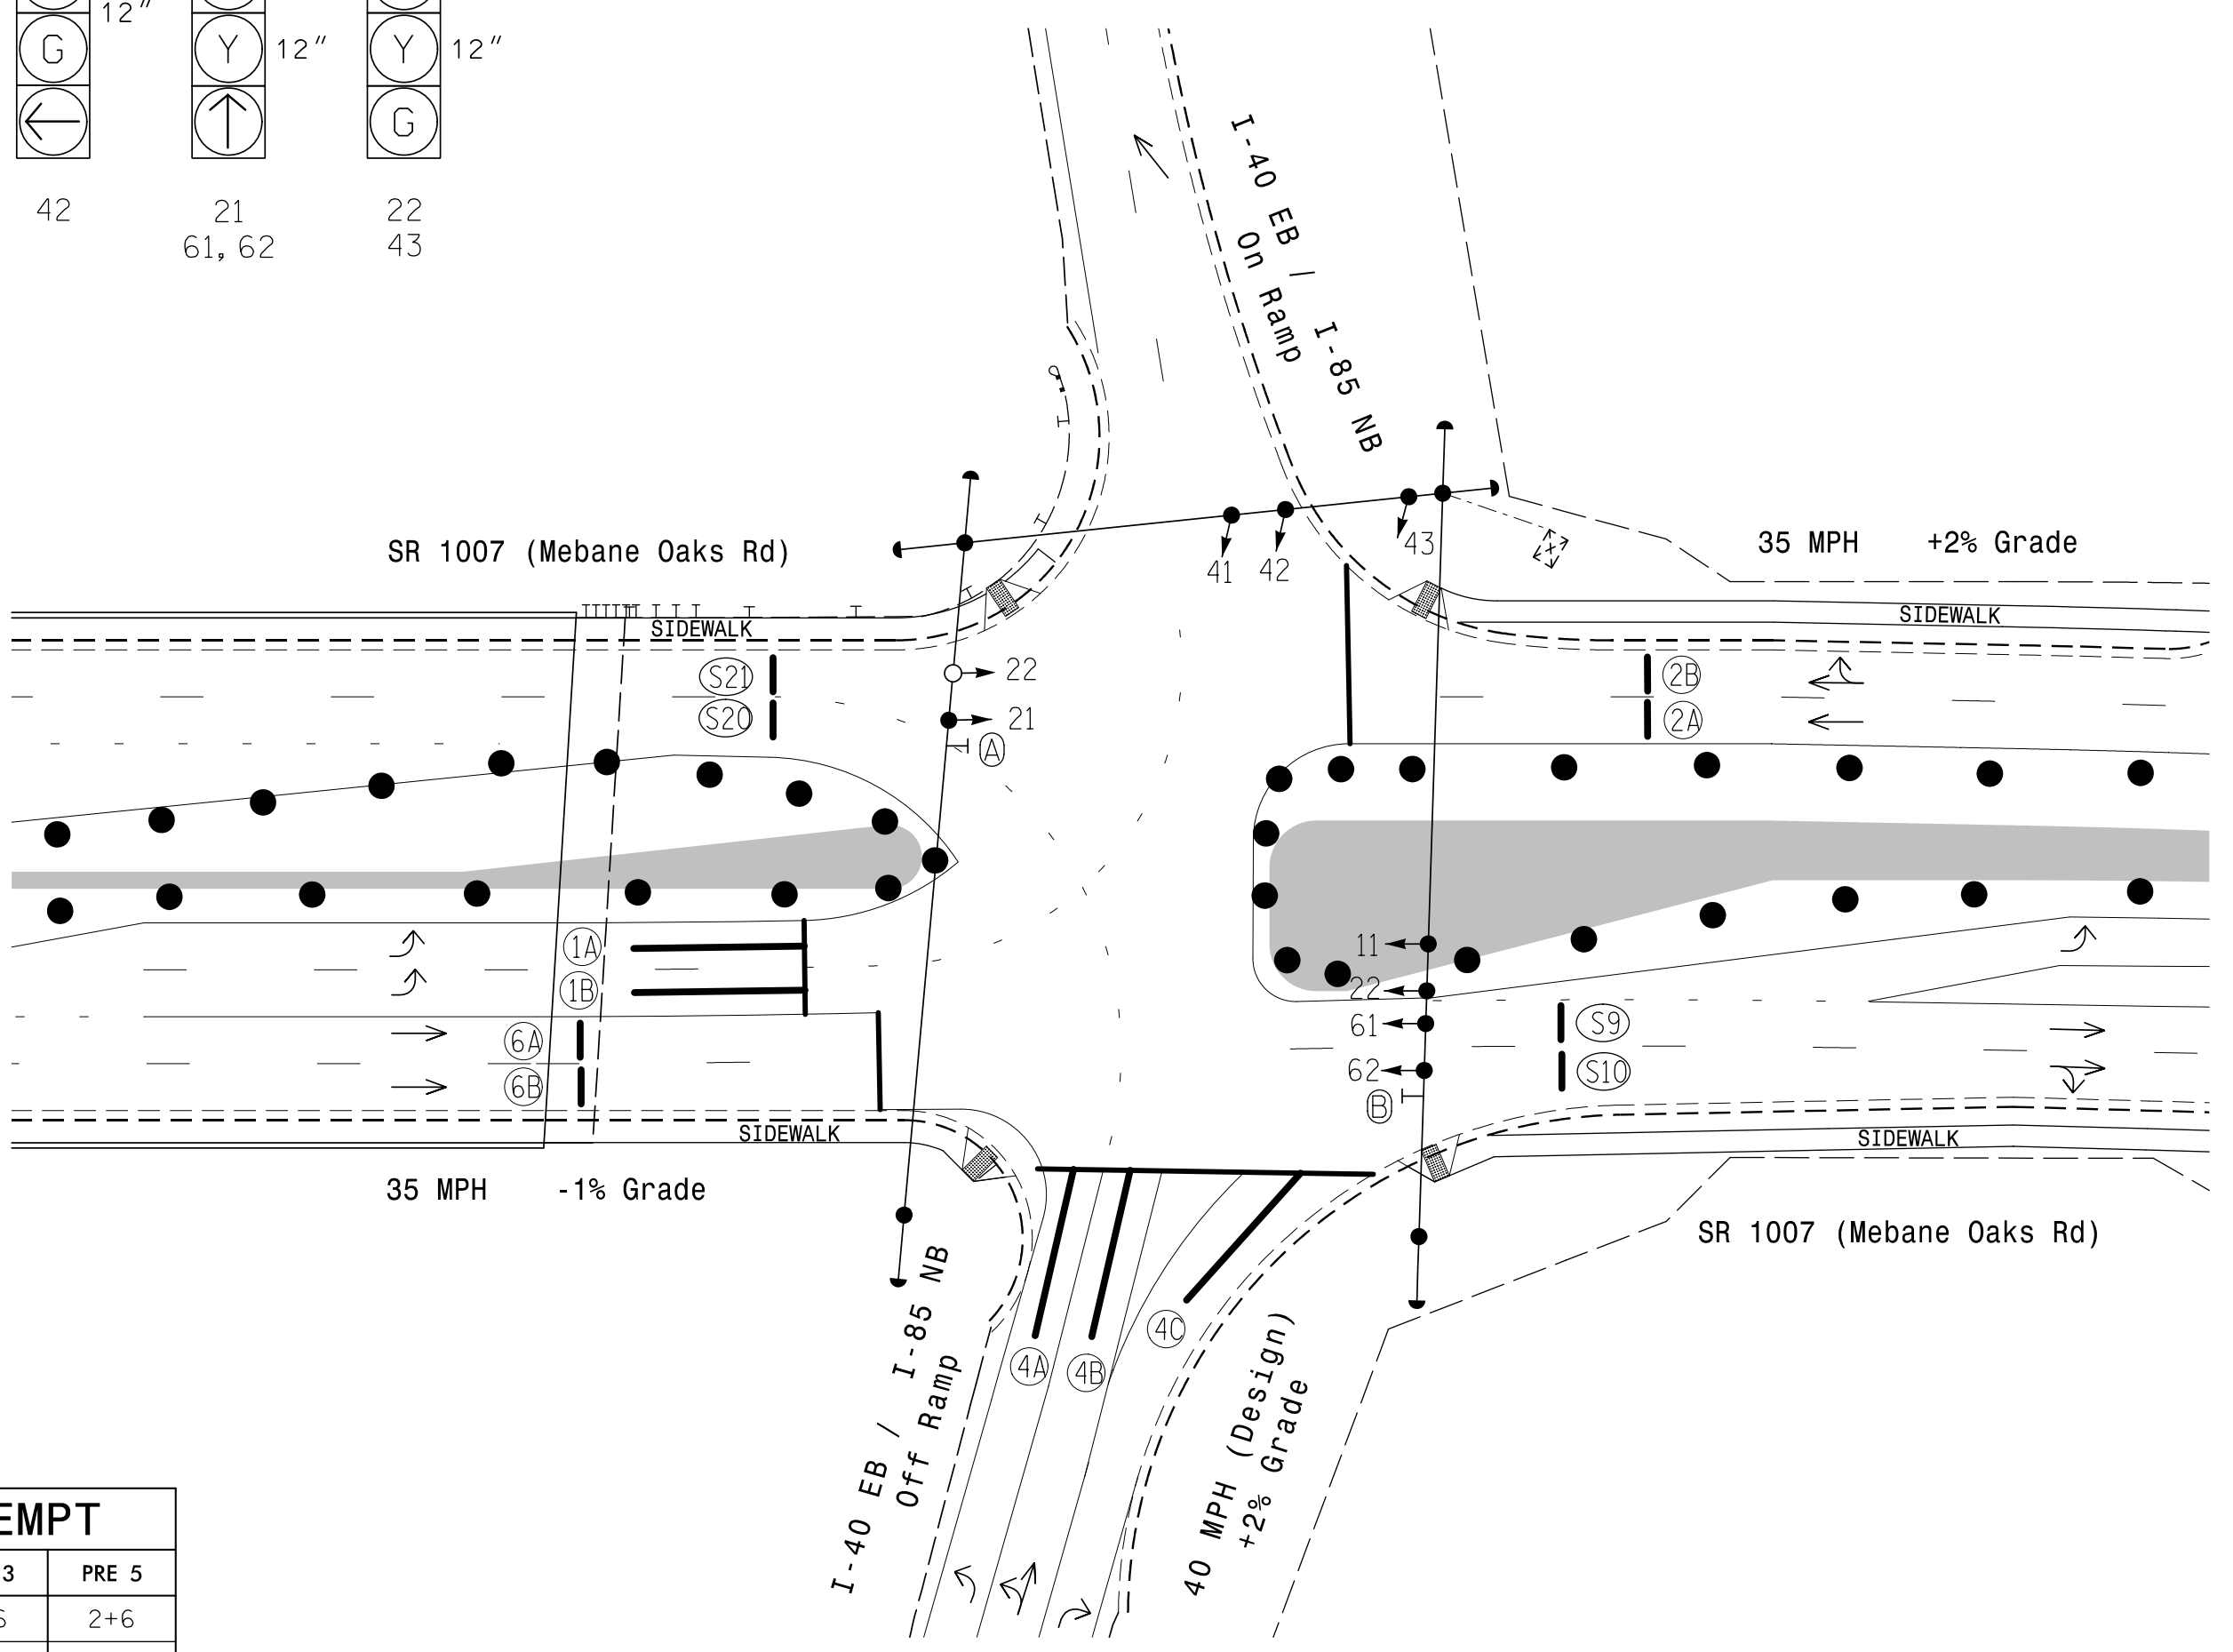 12"
G
Y
12"
Y
12"
G
42
21
61, 62
22
43
I-40 EB / I-85 NB
On Ramp
SR 1007 (Mebane Oaks Rd)
35 MPH +2% Grade
41
42
43
SIDEWALK
SIDEWALK
S21
S20
22
21
A
2B
2A
1A
1B
6A
6B
11
22
61
62
B
S9
S10
SIDEWALK
SIDEWALK
35 MPH -1% Grade
SR 1007 (Mebane Oaks Rd)
4A
4B
4C
I-40 EB / I-85 NB
Off Ramp
40 MPH (Design)
+2% Grade
EMPT
3
PRE 5
2+6